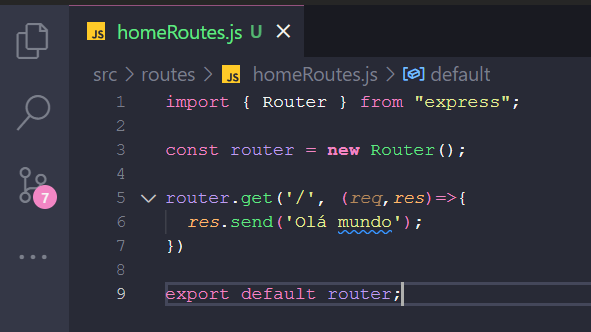 JS homeRoutes.js U ×
src > routes > JS homeRoutes.js > default
1 import { Router } from "express";
2
3 const router = new Router();
4
5 router.get('/', (req,res)=>{
6 res.send('Olá mundo');
7 })
8
9 export default router;
7
...